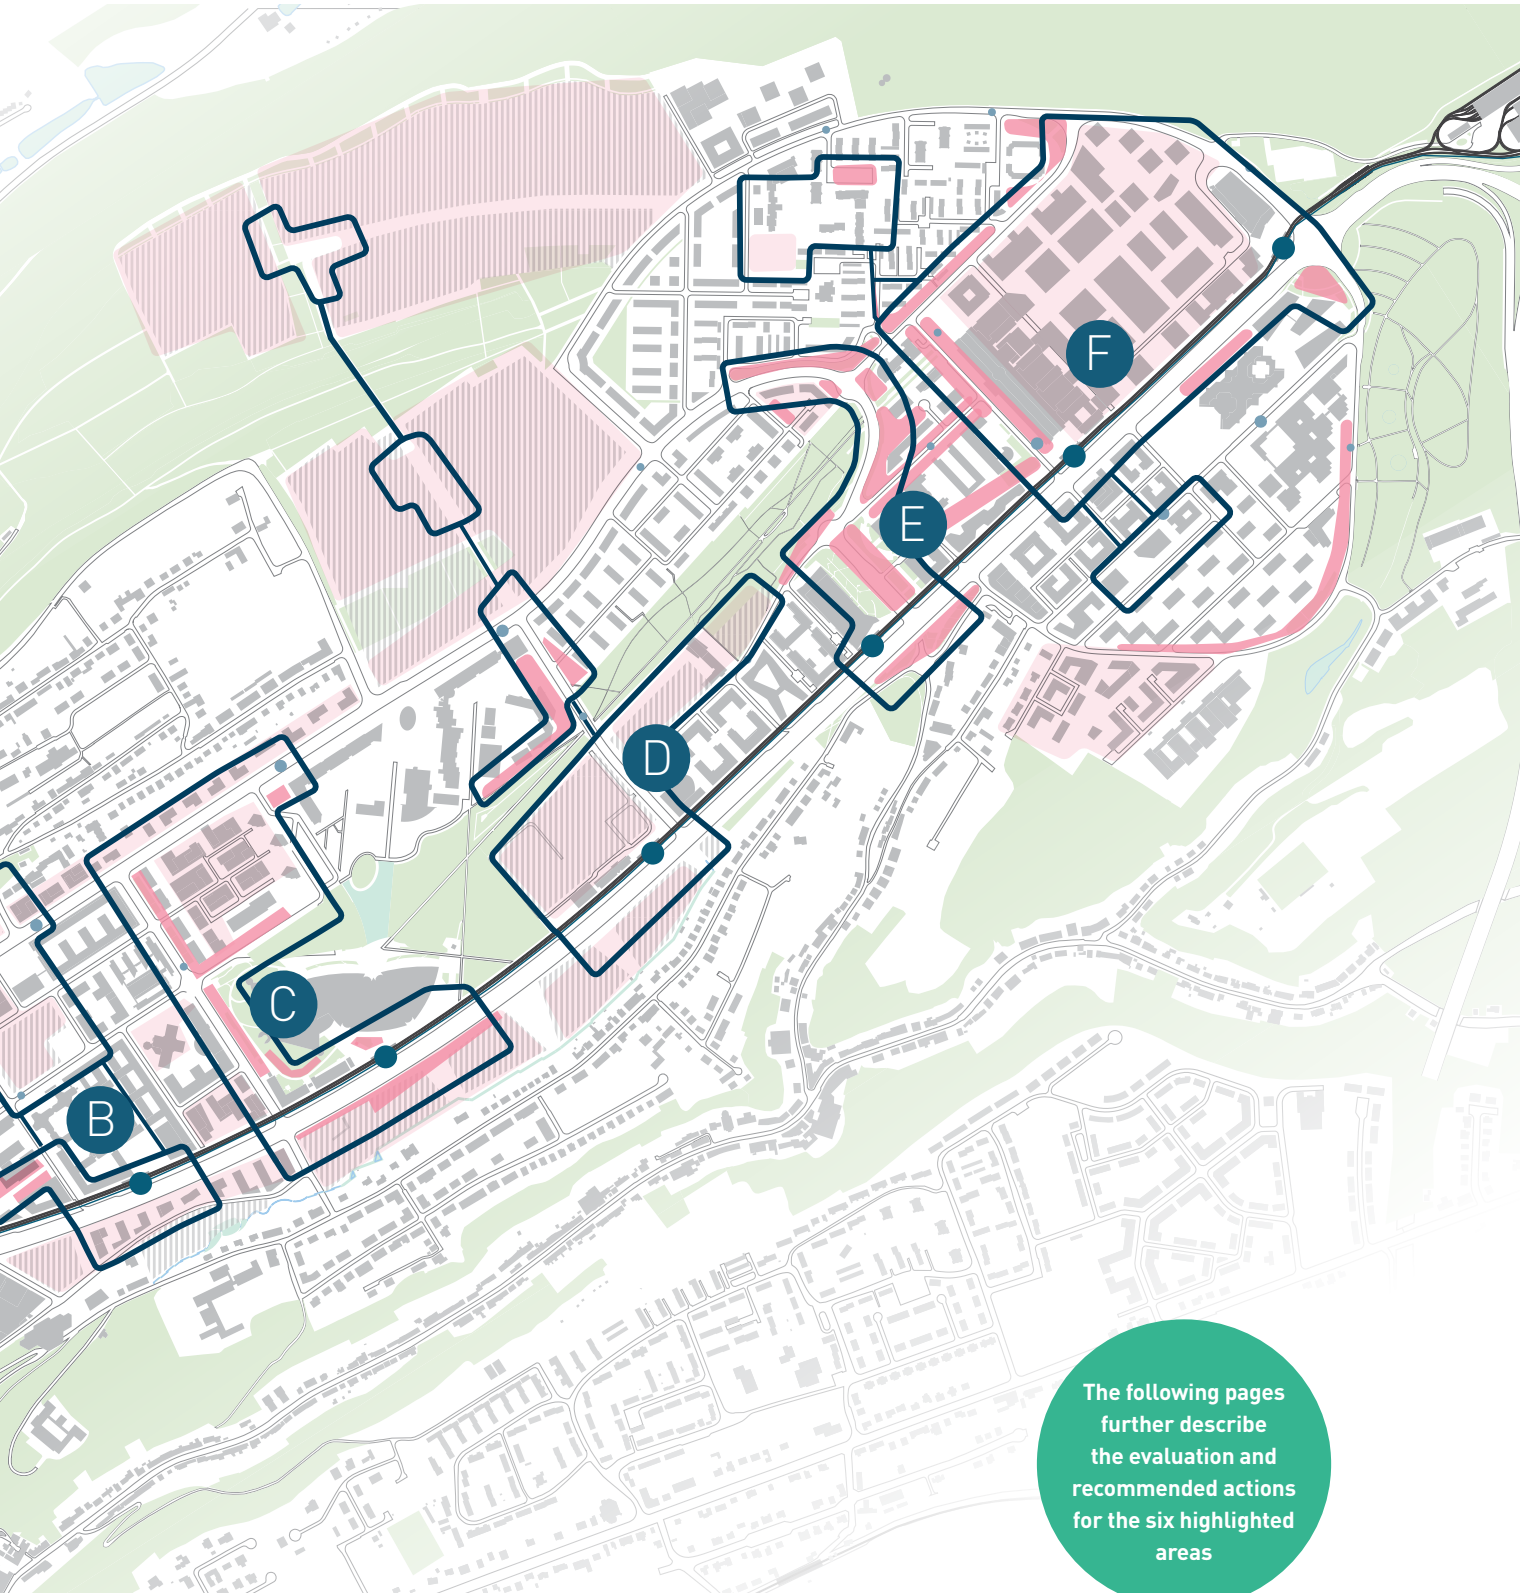 F
E
D
C
B
The following pages
further describe
the evaluation and
recommended actions
for the six highlighted
areas